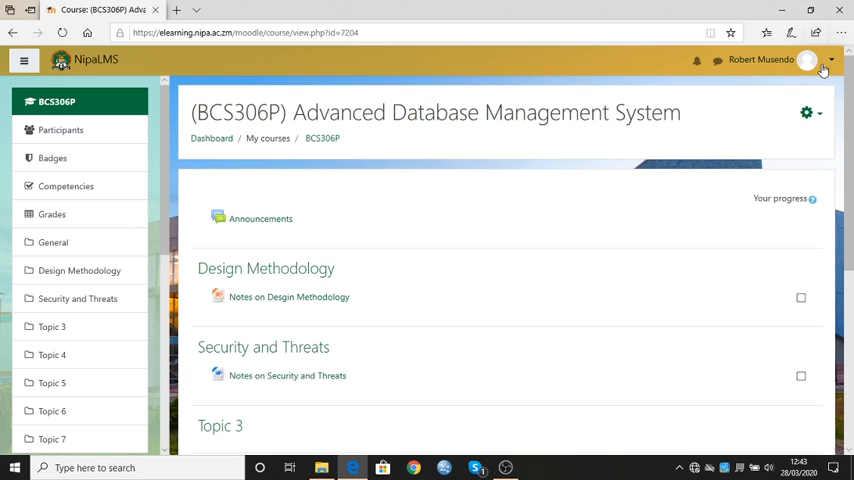 Course: (BCS306P) Adva
https://elearning.nipa.ac.zm/moodle/course/view.php?id=7204
NipaLMS
Robert Musendo
BCS306P
Participants
Badges
Competencies
Grades
General
Design Methodology
Security and Threats
Topic 3
Topic 4
Topic 5
Topic 6
Topic 7
(BCS306P) Advanced Database Management System
Dashboard / My courses / BCS306P
Your progress
Announcements
Design Methodology
Notes on Desgin Methodology
Security and Threats
Notes on Security and Threats
Topic 3
Type here to search
12:43
28/03/2020